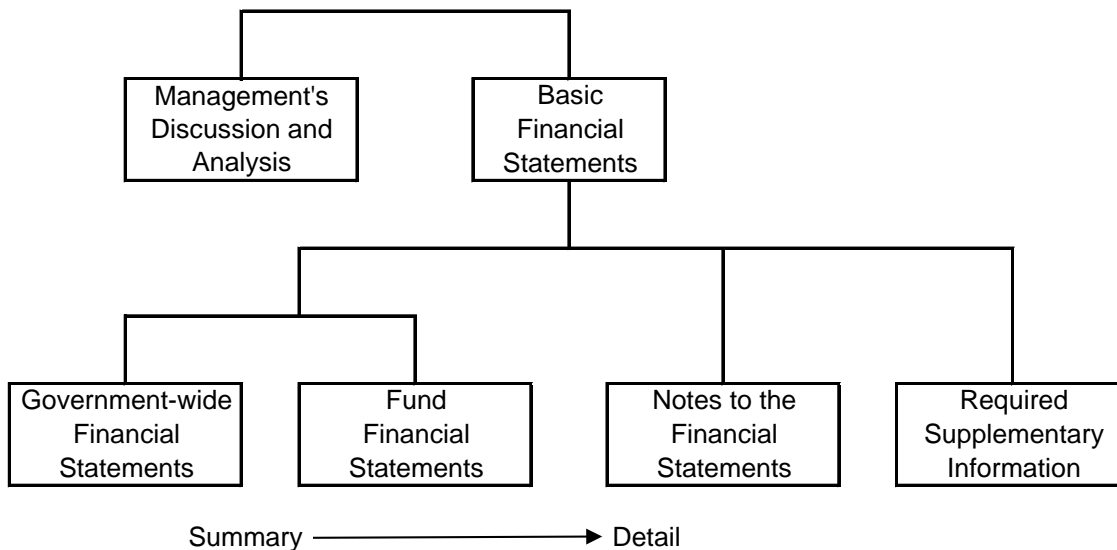 Management's
Discussion and
Analysis
Basic
Financial
Statements
Government-wide
Financial
Statements
Fund
Financial
Statements
Notes to the
Financial
Statements
Required
Supplementary
Information
Summary
Detail